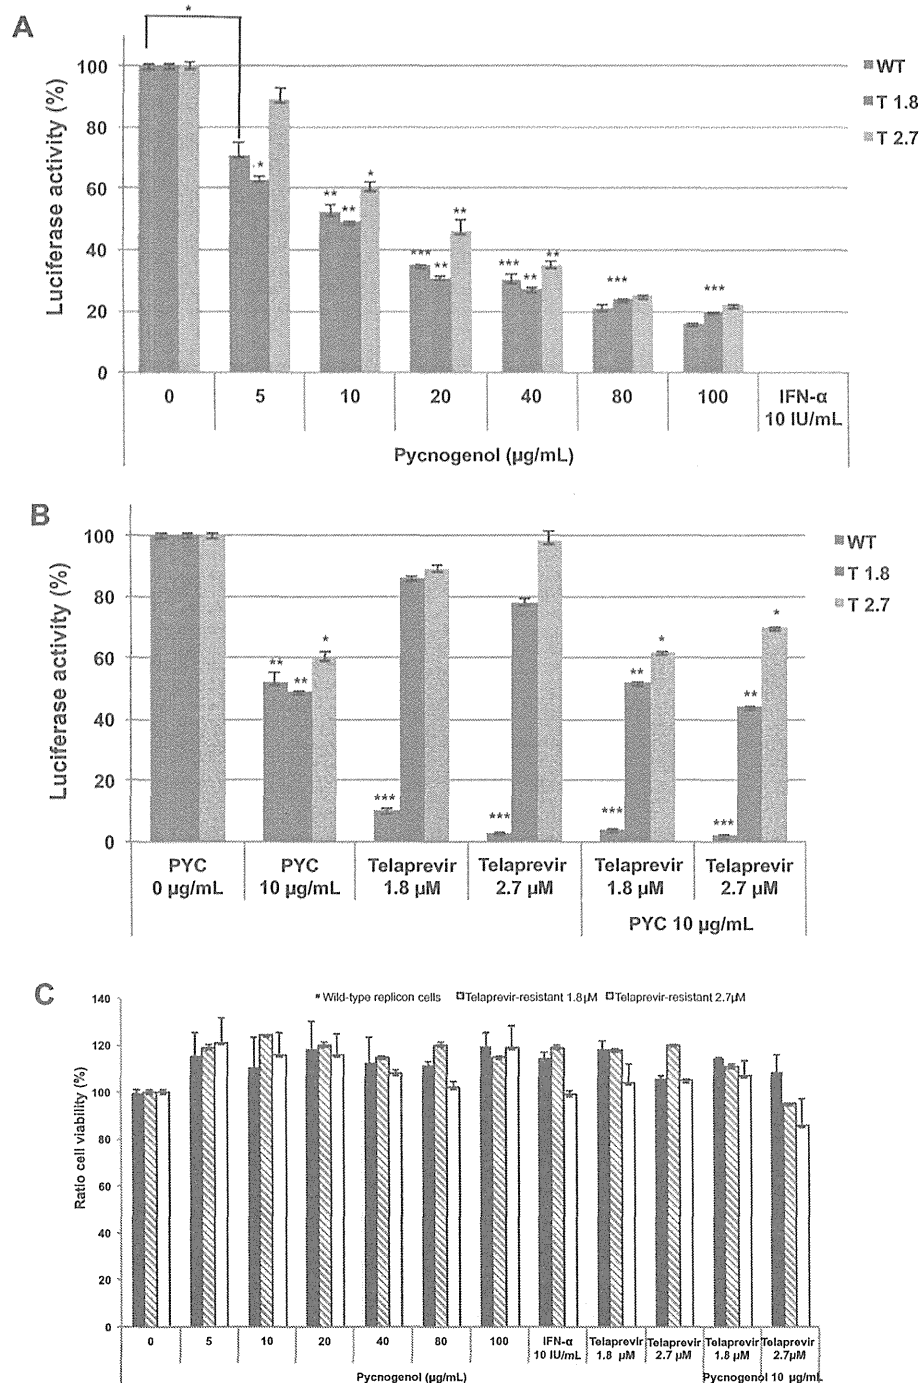 A
*
100
80
60
40
20
0
Luciferase activity (%)
* ** ** * *** ** ** *** ** ** *** ***
WT
T 1.8
T 2.7
0 5 10 20 40 80 100 IFN-α
10 IU/mL
Pycnogenol (µg/mL)
B
100
80
60
40
20
0
Luciferase activity (%)
** ** * *** *** *** ** * *** ** *
WT
T 1.8
T 2.7
PYC PYC Telaprevir Telaprevir Telaprevir Telaprevir
0 µg/mL 10 µg/mL 1.8 µM 2.7 µM 1.8 µM 2.7 µM
PYC 10 µg/mL
C
Wild-type replicon cells Telaprevir-resistant 1.8µM Telaprevir-resistant 2.7µM
140
120
100
80
60
40
20
0
Ratio cell viability (%)
0 5 10 20 40 80 100 IFN-α Telaprevir Telaprevir Telaprevir Telaprevir
10 IU/mL 1.8 µM 2.7 µM 1.8 µM 2.7µM
Pycnogenol (µg/mL) Pycnogenol 10 µg/mL